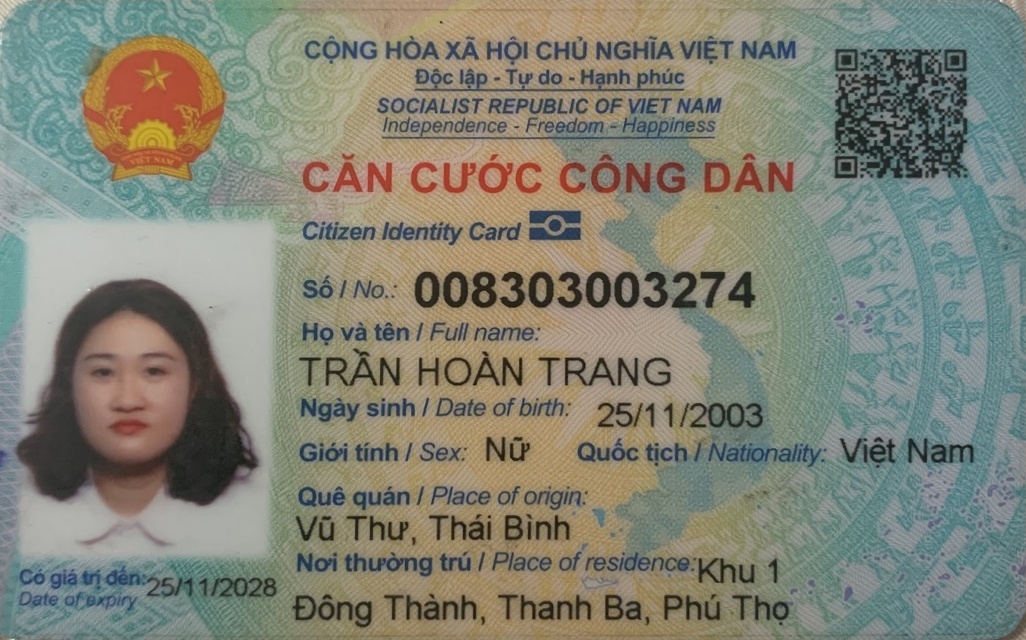 CỘNG HÒA XÃ HỘI CHỦ NGHĨA VIỆT NAM
Độc lập - Tự do - Hạnh phúc
SOCIALIST REPUBLIC OF VIET NAM
Independence - Freedom - Happiness
CĂN CƯỚC CÔNG DÂN
Citizen Identity Card
Số / No.: 008303003274
Họ và tên / Full name:
TRẦN HOÀN TRANG
Ngày sinh / Date of birth: 25/11/2003
Giới tính / Sex: Nữ Quốc tịch / Nationality: Việt Nam
Quê quán / Place of origin:
Vũ Thư, Thái Bình
Nơi thường trú / Place of residence: Khu 1
Đông Thành, Thanh Ba, Phú Thọ
Có giá trị đến: 25/11/2028
Date of expiry
VIỆT NAM